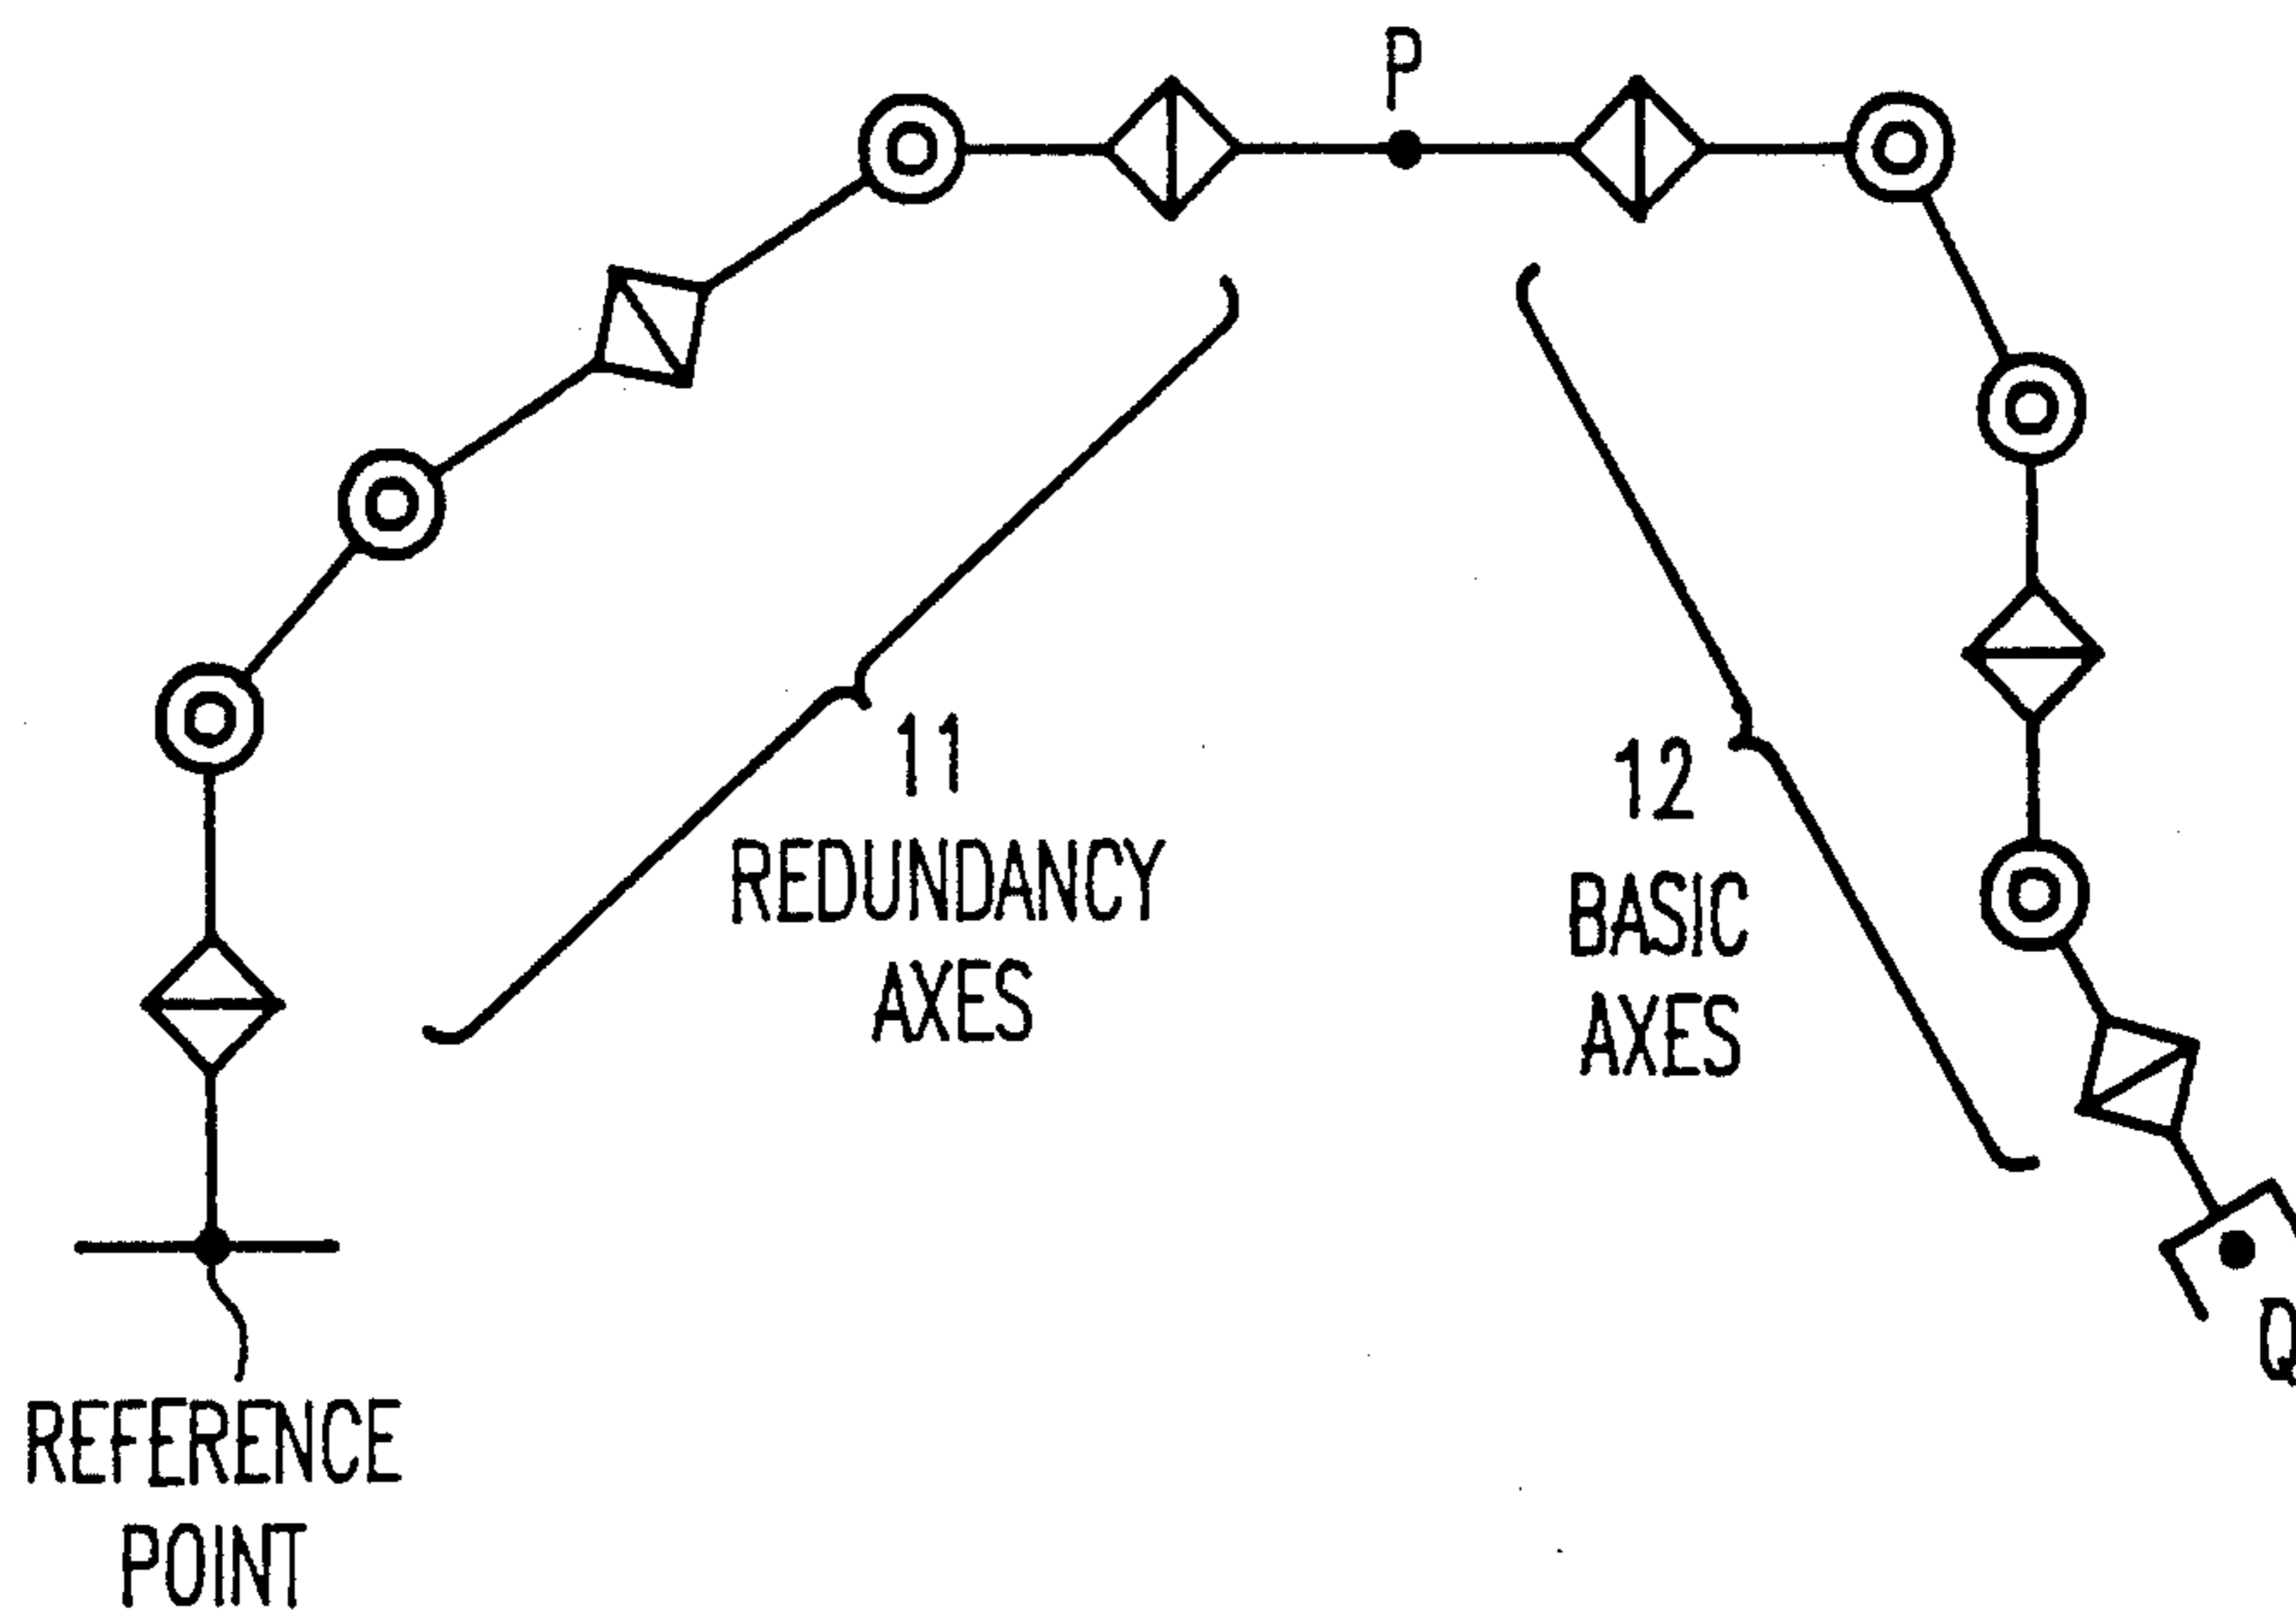 P
11
REDUNDANCY
AXES
12
BASIC
AXES
Q
REFERENCE
POINT